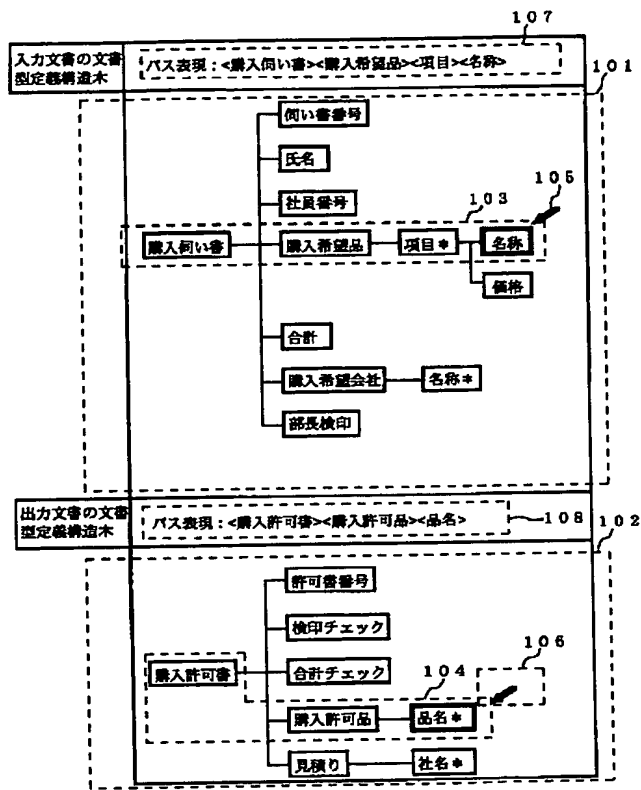 107
入力文書の文書
型定義構造木
パス表現：<購入伺い書><購入希望品><項目><名称>
101
伺い書番号
氏名
社員番号
103
105
購入伺い書
購入希望品
項目*
名称
価格
合計
購入希望会社
名称*
部長検印
出力文書の文書
型定義構造木
パス表現：<購入許可書><購入許可品><品名>
108
102
許可書番号
検印チェック
106
購入許可書
合計チェック
104
購入許可品
品名*
見積り
社名*